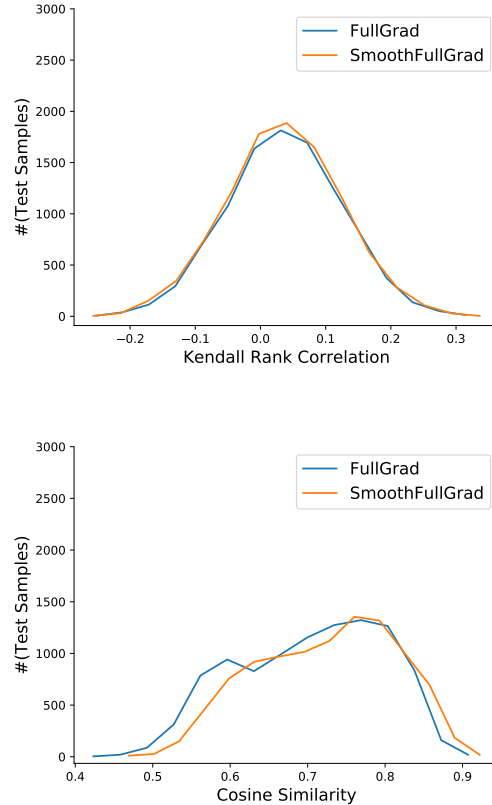 3000
FullGrad
SmoothFullGrad
2500
2000
1500
1000
500
0
#(Test Samples)
−0.2 −0.1 0.0 0.1 0.2 0.3
Kendall Rank Correlation
3000
FullGrad
SmoothFullGrad
2500
2000
1500
1000
500
0
#(Test Samples)
0.4 0.5 0.6 0.7 0.8 0.9
Cosine Similarity